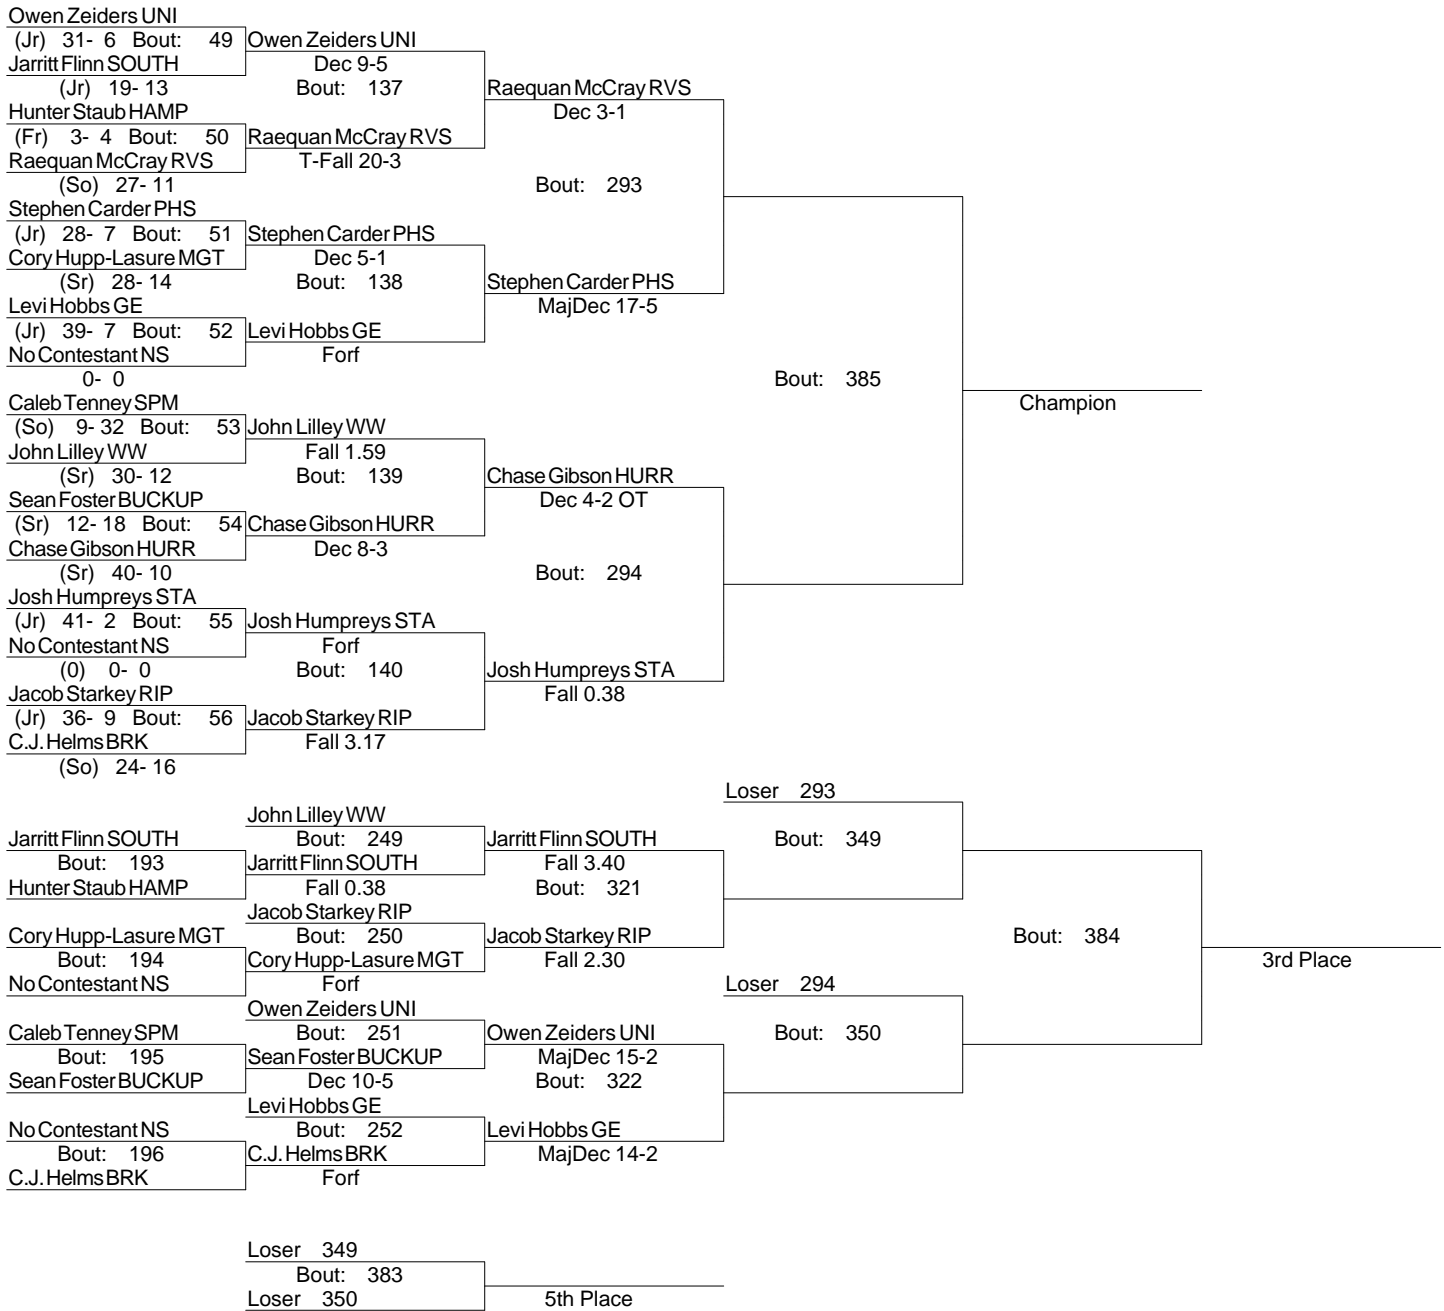 Owen Zeiders UNI
(Jr) 31- 6 Bout: 49 Owen Zeiders UNI
Jarritt Flinn SOUTH Dec 9-5
(Jr) 19- 13 Bout: 137 Raequan McCray RVS
Hunter Staub HAMP Dec 3-1
(Fr) 3- 4 Bout: 50 Raequan McCray RVS
Raequan McCray RVS T-Fall 20-3
(So) 27- 11 Bout: 293
Stephen Carder PHS
(Jr) 28- 7 Bout: 51 Stephen Carder PHS
Cory Hupp-Lasure MGT Dec 5-1
(Sr) 28- 14 Bout: 138 Stephen Carder PHS
Levi Hobbs GE MajDec 17-5
(Jr) 39- 7 Bout: 52 Levi Hobbs GE
No Contestant NS Forf
0- 0 Bout: 385
Caleb Tenney SPM Champion
(So) 9- 32 Bout: 53 John Lilley WW
John Lilley WW Fall 1.59
(Sr) 30- 12 Bout: 139 Chase Gibson HURR
Sean Foster BUCKUP Dec 4-2 OT
(Sr) 12- 18 Bout: 54 Chase Gibson HURR
Chase Gibson HURR Dec 8-3
(Sr) 40- 10 Bout: 294
Josh Humpreys STA
(Jr) 41- 2 Bout: 55 Josh Humpreys STA
No Contestant NS Forf
(0) 0- 0 Bout: 140 Josh Humpreys STA
Jacob Starkey RIP Fall 0.38
(Jr) 36- 9 Bout: 56 Jacob Starkey RIP
C.J. Helms BRK Fall 3.17
(So) 24- 16
Loser 293
John Lilley WW
Jarritt Flinn SOUTH Bout: 249 Jarritt Flinn SOUTH Bout: 349
Bout: 193 Jarritt Flinn SOUTH Fall 3.40
Hunter Staub HAMP Fall 0.38 Bout: 321
Jacob Starkey RIP
Cory Hupp-Lasure MGT Bout: 250 Jacob Starkey RIP Bout: 384
Bout: 194 Cory Hupp-Lasure MGT Fall 2.30 3rd Place
No Contestant NS Forf Loser 294
Owen Zeiders UNI
Caleb Tenney SPM Bout: 251 Owen Zeiders UNI Bout: 350
Bout: 195 Sean Foster BUCKUP MajDec 15-2
Sean Foster BUCKUP Dec 10-5 Bout: 322
Levi Hobbs GE
No Contestant NS Bout: 252 Levi Hobbs GE
Bout: 196 C.J. Helms BRK MajDec 14-2
C.J. Helms BRK Forf
Loser 349
Bout: 383
Loser 350 5th Place